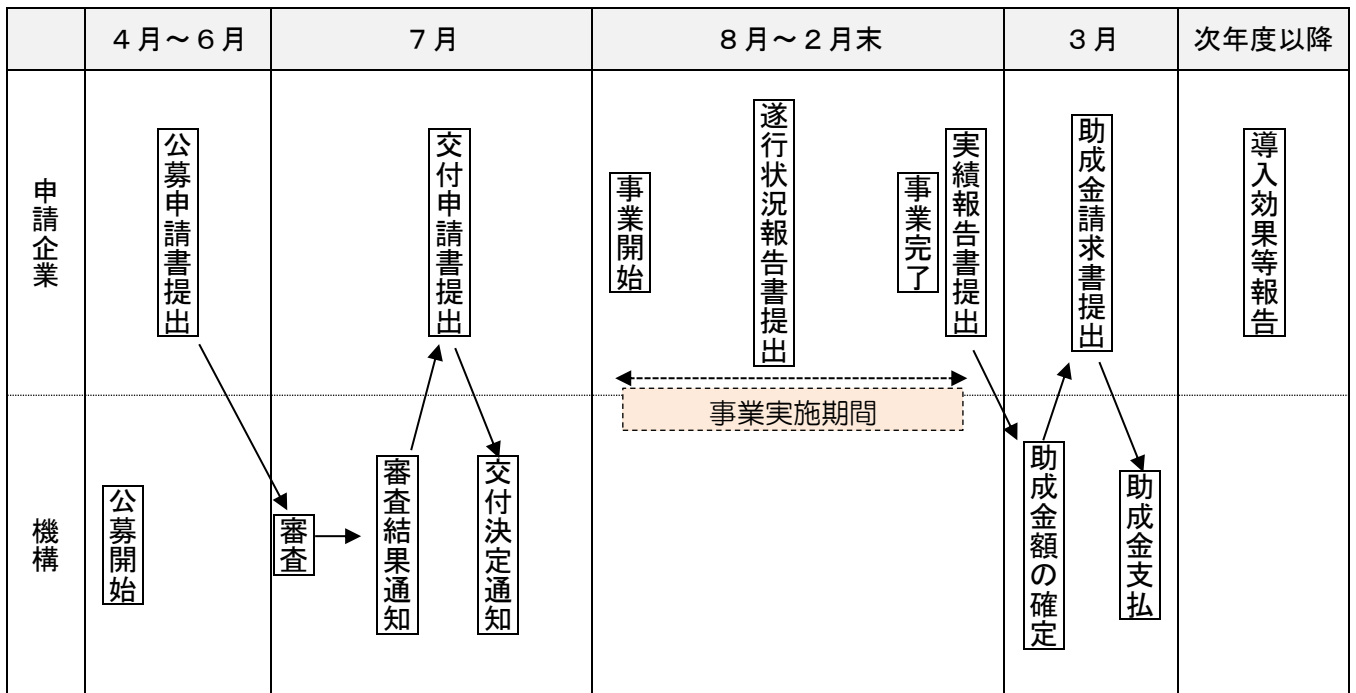 ４月～６月
７月
８月～２月末
３月
次年度以降
申請企業
公募申請書提出
交付申請書提出
事業開始
遂行状況報告書提出
事業完了
実績報告書提出
助成金請求書提出
導入効果等報告
事業実施期間
機構
公募開始
審査
審査結果通知
交付決定通知
助成金額の確定
助成金支払